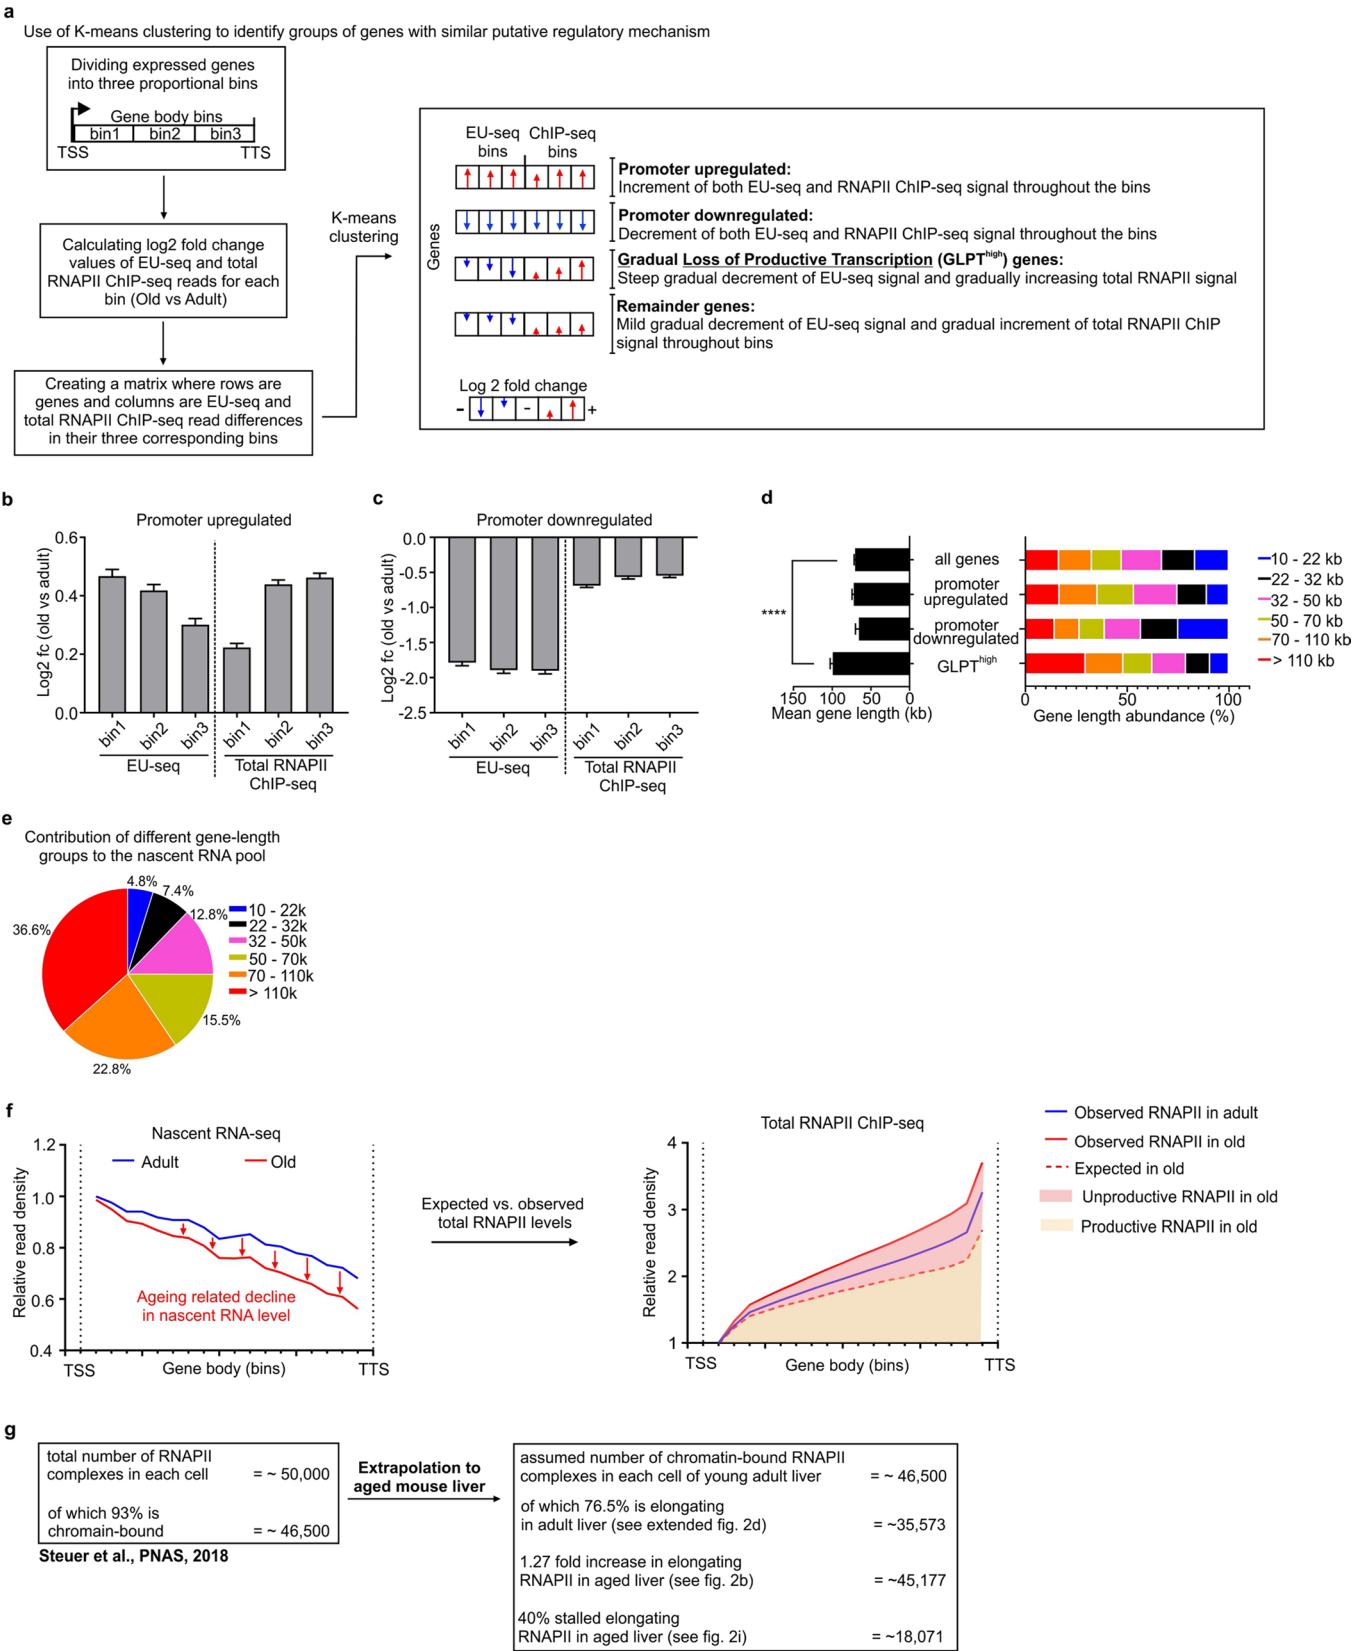 a
Use of K-means clustering to identify groups of genes with similar putative regulatory mechanism
Dividing expressed genes
into three proportional bins
Gene body bins
bin1 bin2 bin3
TSS TTS
Calculating log2 fold change
values of EU-seq and total
RNAPII ChIP-seq reads for each
bin (Old vs Adult)
Creating a matrix where rows are
genes and columns are EU-seq and
total RNAPII ChIP-seq read differences
in their three corresponding bins
K-means
clustering
Genes
EU-seq ChIP-seq
bins bins
Promoter upregulated:
Increment of both EU-seq and RNAPII ChIP-seq signal throughout the bins
Promoter downregulated:
Decrement of both EU-seq and RNAPII ChIP-seq signal throughout the bins
Gradual Loss of Productive Transcription (GLPThigh) genes:
Steep gradual decrement of EU-seq signal and gradually increasing total RNAPII signal
Remainder genes:
Mild gradual decrement of EU-seq signal and gradual increment of total RNAPII ChIP
signal throughout bins
Log 2 fold change
- - +
b
Promoter upregulated
Log2 fc (old vs adult)
0.6
0.4
0.2
0.0
bin1 bin2 bin3 bin1 bin2 bin3
EU-seq Total RNAPII
ChIP-seq
c
Promoter downregulated
Log2 fc (old vs adult)
0.0
-0.5
-1.0
-1.5
-2.0
-2.5
bin1 bin2 bin3 bin1 bin2 bin3
EU-seq Total RNAPII
ChIP-seq
d
****
all genes
promoter
upregulated
promoter
downregulated
GLPThigh
150 100 50 0
Mean gene length (kb)
0 50 100
Gene length abundance (%)
10 - 22 kb
22 - 32 kb
32 - 50 kb
50 - 70 kb
70 - 110 kb
> 110 kb
e
Contribution of different gene-length
groups to the nascent RNA pool
4.8%
7.4%
12.8%
15.5%
22.8%
36.6%
10 - 22k
22 - 32k
32 - 50k
50 - 70k
70 - 110k
> 110k
f
Nascent RNA-seq
Adult Old
Relative read density
1.2
1.0
0.8
0.6
0.4
Ageing related decline
in nascent RNA level
TSS Gene body (bins) TTS
Expected vs. observed
total RNAPII levels
Total RNAPII ChIP-seq
Relative read density
4
3
2
1
TSS Gene body (bins) TTS
Observed RNAPII in adult
Observed RNAPII in old
Expected in old
Unproductive RNAPII in old
Productive RNAPII in old
g
total number of RNAPII
complexes in each cell = ~ 50,000
of which 93% is
chromain-bound = ~ 46,500
Steuer et al., PNAS, 2018
Extrapolation to
aged mouse liver
assumed number of chromatin-bound RNAPII
complexes in each cell of young adult liver = ~ 46,500
of which 76.5% is elongating
in adult liver (see extended fig. 2d) = ~35,573
1.27 fold increase in elongating
RNAPII in aged liver (see fig. 2b) = ~45,177
40% stalled elongating
RNAPII in aged liver (see fig. 2i) = ~18,071